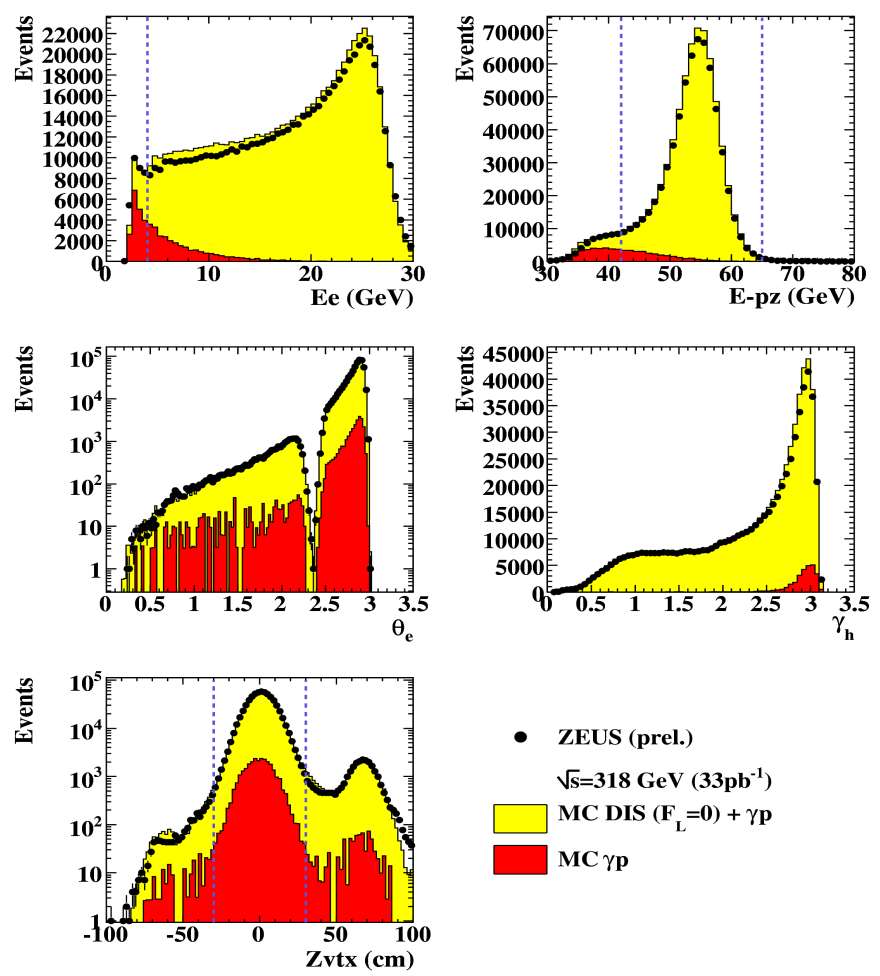 Events
22000
20000
18000
16000
14000
12000
10000
8000
6000
4000
2000
0
0 10 20 30
Ee (GeV)
Events
70000
60000
50000
40000
30000
20000
10000
0
30 40 50 60 70 80
E-pz (GeV)
Events
10^5
10^4
10^3
10^2
10
1
0 0.5 1 1.5 2 2.5 3 3.5
θ_e
Events
45000
40000
35000
30000
25000
20000
15000
10000
5000
0
0 0.5 1 1.5 2 2.5 3 3.5
γ_h
Events
10^5
10^4
10^3
10^2
10
1
-100 -50 0 50 100
Zvtx (cm)
ZEUS (prel.)
√s=318 GeV (33pb^-1)
MC DIS (F_L=0) + γp
MC γp